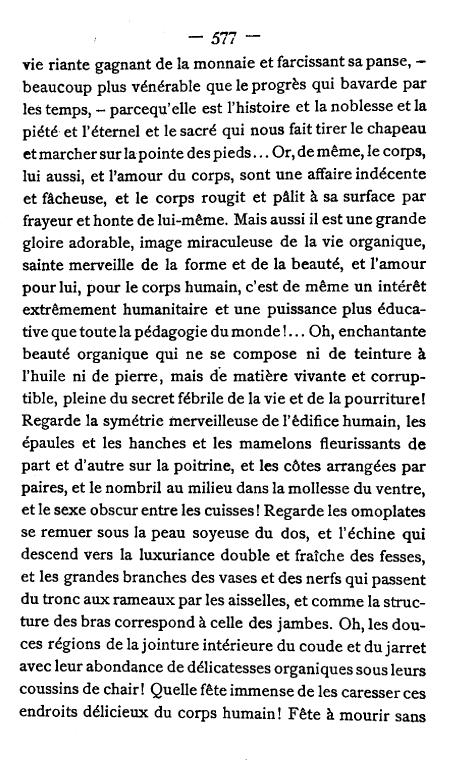 — 577 —
vie riante gagnant de la monnaie et farcissant sa panse, –
beaucoup plus vénérable que le progrès qui bavarde par
les temps, – parcequ'elle est l'histoire et la noblesse et la
piété et l'éternel et le sacré qui nous fait tirer le chapeau
et marcher sur la pointe des pieds... Or, de même, le corps,
lui aussi, et l'amour du corps, sont une affaire indécente
et fâcheuse, et le corps rougit et pâlit à sa surface par
frayeur et honte de lui-même. Mais aussi il est une grande
gloire adorable, image miraculeuse de la vie organique,
sainte merveille de la forme et de la beauté, et l'amour
pour lui, pour le corps humain, c'est de même un intérêt
extrêmement humanitaire et une puissance plus éduca-
tive que toute la pédagogie du monde!... Oh, enchantante
beauté organique qui ne se compose ni de teinture à
l'huile ni de pierre, mais de matière vivante et corrup-
tible, pleine du secret fébrile de la vie et de la pourriture!
Regarde la symétrie merveilleuse de l'édifice humain, les
épaules et les hanches et les mamelons fleurissants de
part et d'autre sur la poitrine, et les côtes arrangées par
paires, et le nombril au milieu dans la mollesse du ventre,
et le sexe obscur entre les cuisses! Regarde les omoplates
se remuer sous la peau soyeuse du dos, et l'échine qui
descend vers la luxuriance double et fraîche des fesses,
et les grandes branches des vases et des nerfs qui passent
du tronc aux rameaux par les aisselles, et comme la struc-
ture des bras correspond à celle des jambes. Oh, les dou-
ces régions de la jointure intérieure du coude et du jarret
avec leur abondance de délicatesses organiques sous leurs
coussins de chair! Quelle fête immense de les caresser ces
endroits délicieux du corps humain! Fête à mourir sans